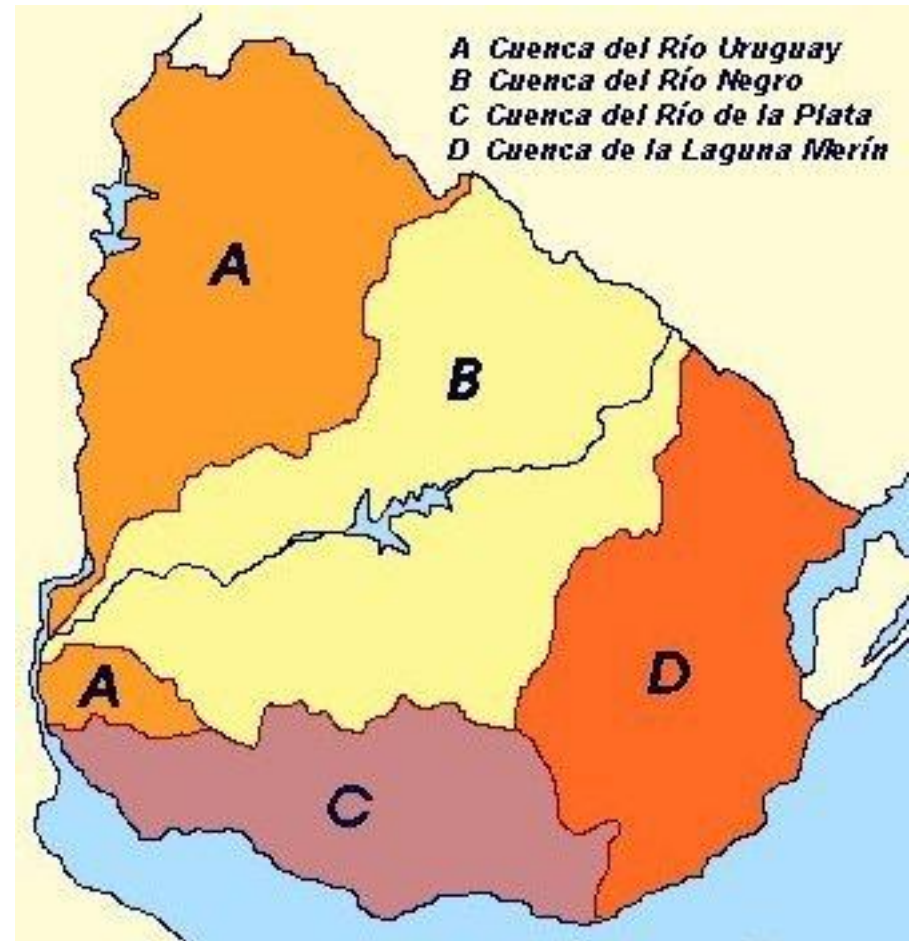 A Cuenca del Río Uruguay
B Cuenca del Río Negro
C Cuenca del Río de la Plata
D Cuenca de la Laguna Merín
A
B
A
D
C